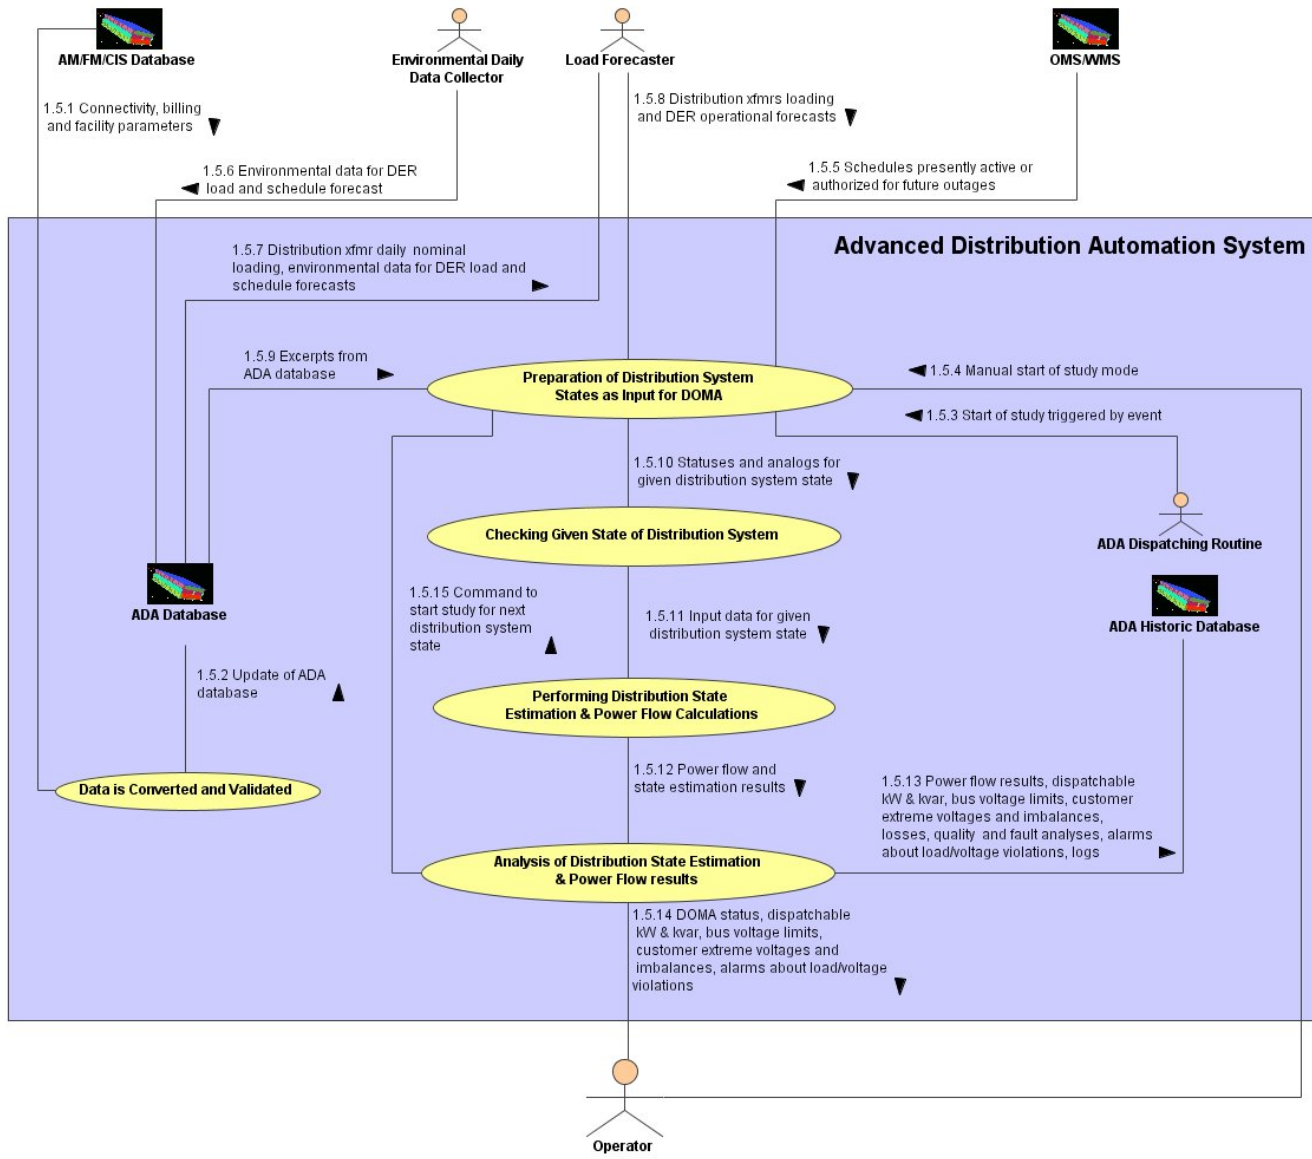 AM/FM/CIS Database
Environmental Daily
Data Collector
Load Forecaster
OMS/WMS
1.5.1 Connectivity, billing
and facility parameters
1.5.8 Distribution xfmrs loading
and DER operational forecasts
1.5.6 Environmental data for DER
load and schedule forecast
1.5.5 Schedules presently active or
authorized for future outages
Advanced Distribution Automation System
1.5.7 Distribution xfmr daily nominal
loading, environmental data for DER load and
schedule forecasts
1.5.9 Excerpts from
ADA database
Preparation of Distribution System
States as Input for DOMA
1.5.4 Manual start of study mode
1.5.3 Start of study triggered by event
1.5.10 Statuses and analogs for
given distribution system state
Checking Given State of Distribution System
ADA Dispatching Routine
ADA Database
1.5.15 Command to
start study for next
distribution system
state
1.5.11 Input data for given
distribution system state
ADA Historic Database
1.5.2 Update of ADA
database
Performing Distribution State
Estimation & Power Flow Calculations
Data is Converted and Validated
1.5.12 Power flow and
state estimation results
1.5.13 Power flow results, dispatchable
kW & kvar, bus voltage limits, customer
extreme voltages and imbalances,
losses, quality and fault analyses, alarms
about load/voltage violations, logs
Analysis of Distribution State Estimation
& Power Flow results
1.5.14 DOMA status, dispatchable
kW & kvar, bus voltage limits,
customer extreme voltages and
imbalances, alarms about load/voltage
violations
Operator